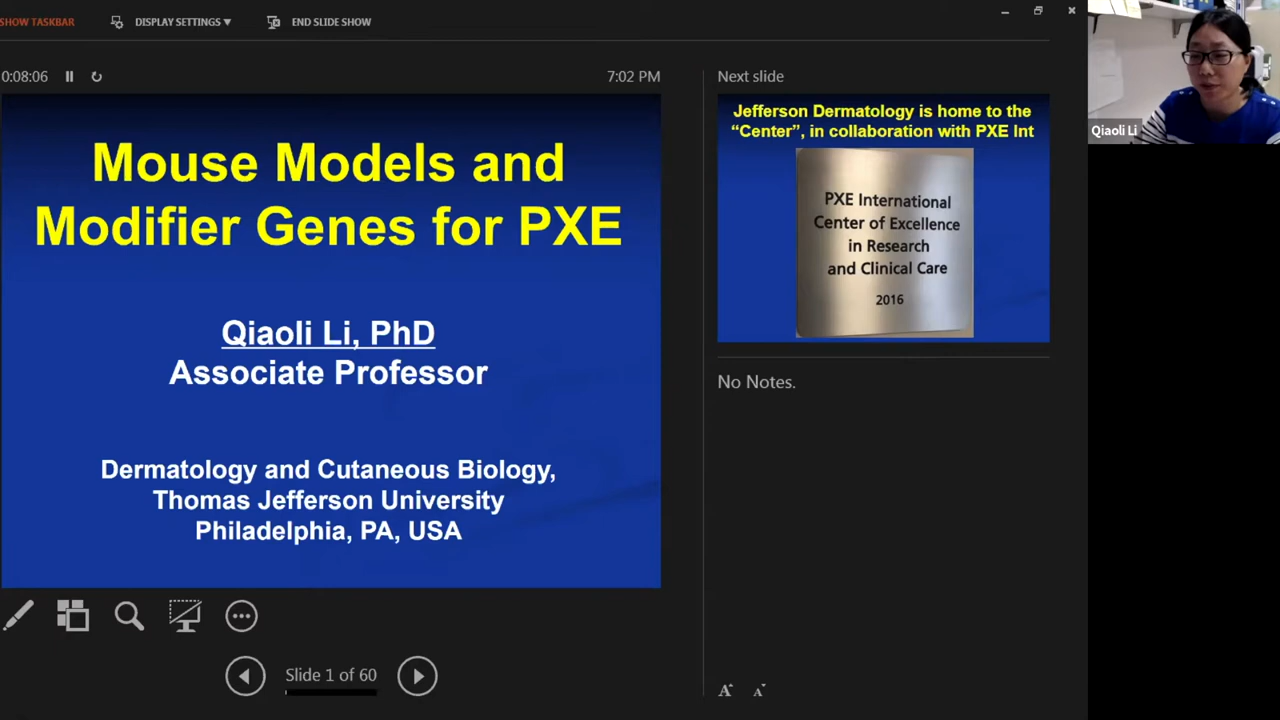 SHOW TASKBAR
DISPLAY SETTINGS ▼
END SLIDE SHOW
0:08:06
7:02 PM
Mouse Models and
Modifier Genes for PXE
Qiaoli Li, PhD
Associate Professor
Dermatology and Cutaneous Biology,
Thomas Jefferson University
Philadelphia, PA, USA
Slide 1 of 60
Next slide
Jefferson Dermatology is home to the
“Center”, in collaboration with PXE Int
PXE International
Center of Excellence
in Research
and Clinical Care
2016
No Notes.
A A
Qiaoli Li